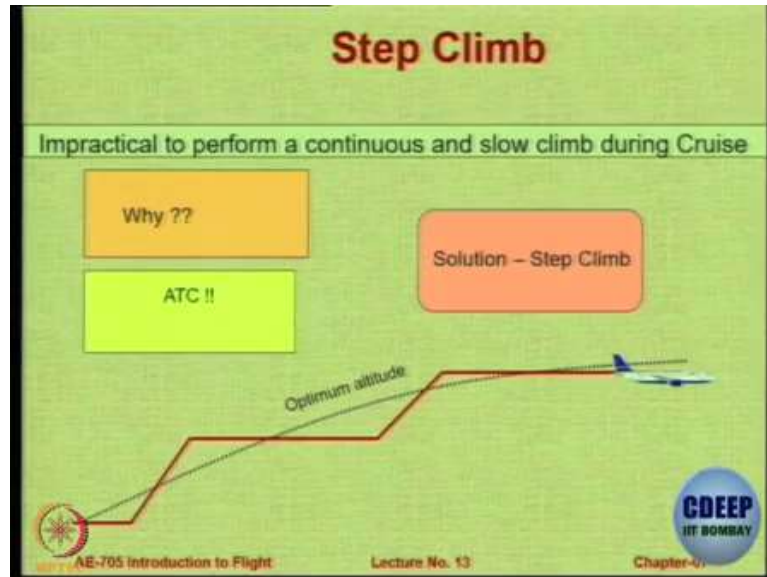 Step Climb
Impractical to perform a continuous and slow climb during Cruise
Why ??
Solution – Step Climb
ATC !!
Optimum altitude
CDEEP
IIT BOMBAY
AE-705 Introduction to Flight
Lecture No. 13